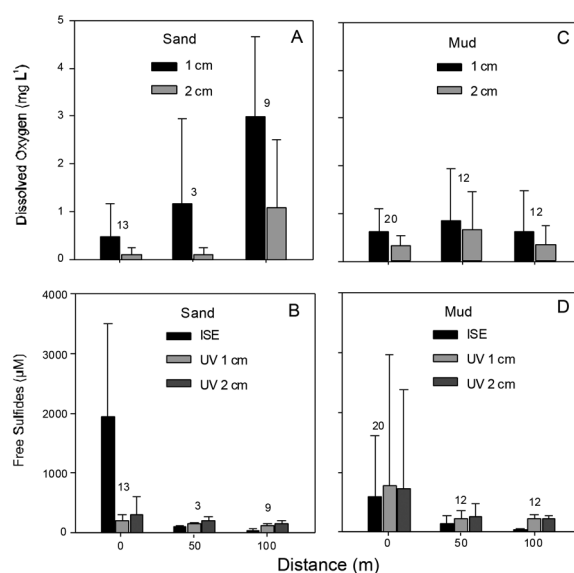 A
Sand
1 cm
2 cm
Dissolved Oxygen (mg L¹)
5
4
3
2
1
0
13
3
9
C
Mud
1 cm
2 cm
20
12
12
B
Sand
ISE
UV 1 cm
UV 2 cm
Free Sulfides (µM)
4000
3000
2000
1000
0
13
3
9
0
50
100
D
Mud
ISE
UV 1 cm
UV 2 cm
20
12
12
0
50
100
Distance (m)